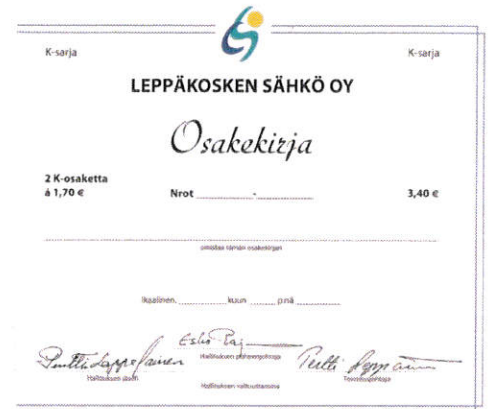 K-sarja K-sarja
LEPPÄKOSKEN SÄHKÖ OY
Osakekirja
2 K-osaketta
á 1,70 € Nrot - 3,40 €
omistaa tämän osakekirjan
Ikaalinen, kuun p:nä
Hallituksen puheenjohtaja
Hallituksen jäsen Toimitusjohtaja
Hallituksen valtuuttamina